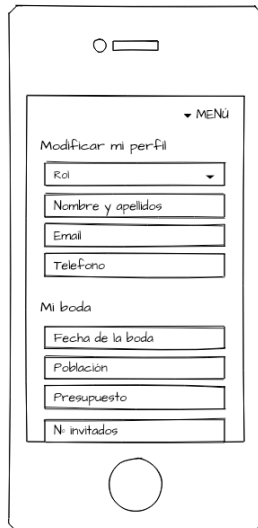 MENÚ
Modificar mi perfil
Rol
Nombre y apellidos
Email
Telefono
Mi boda
Fecha de la boda
Población
Presupuesto
Nº invitados